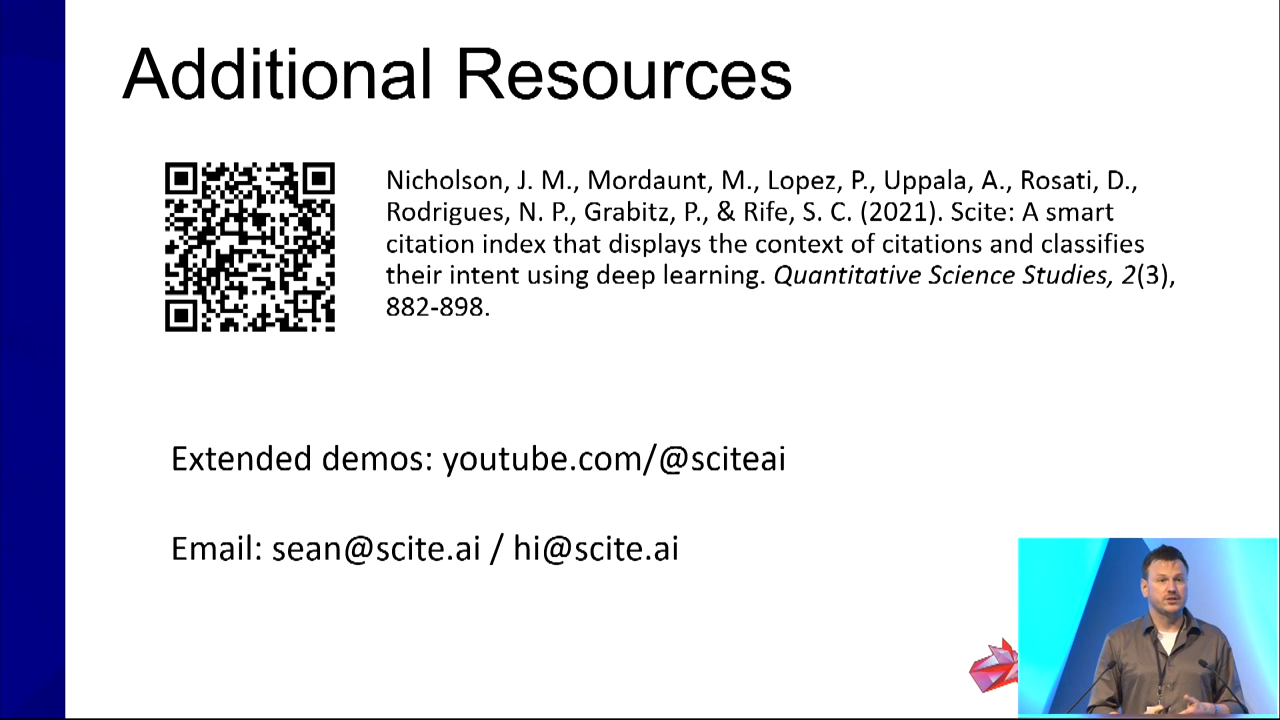 Additional Resources
Nicholson, J. M., Mordaunt, M., Lopez, P., Uppala, A., Rosati, D.,
Rodrigues, N. P., Grabitz, P., & Rife, S. C. (2021). Scite: A smart
citation index that displays the context of citations and classifies
their intent using deep learning. Quantitative Science Studies, 2(3),
882-898.
Extended demos: youtube.com/@sciteai
Email: sean@scite.ai / hi@scite.ai